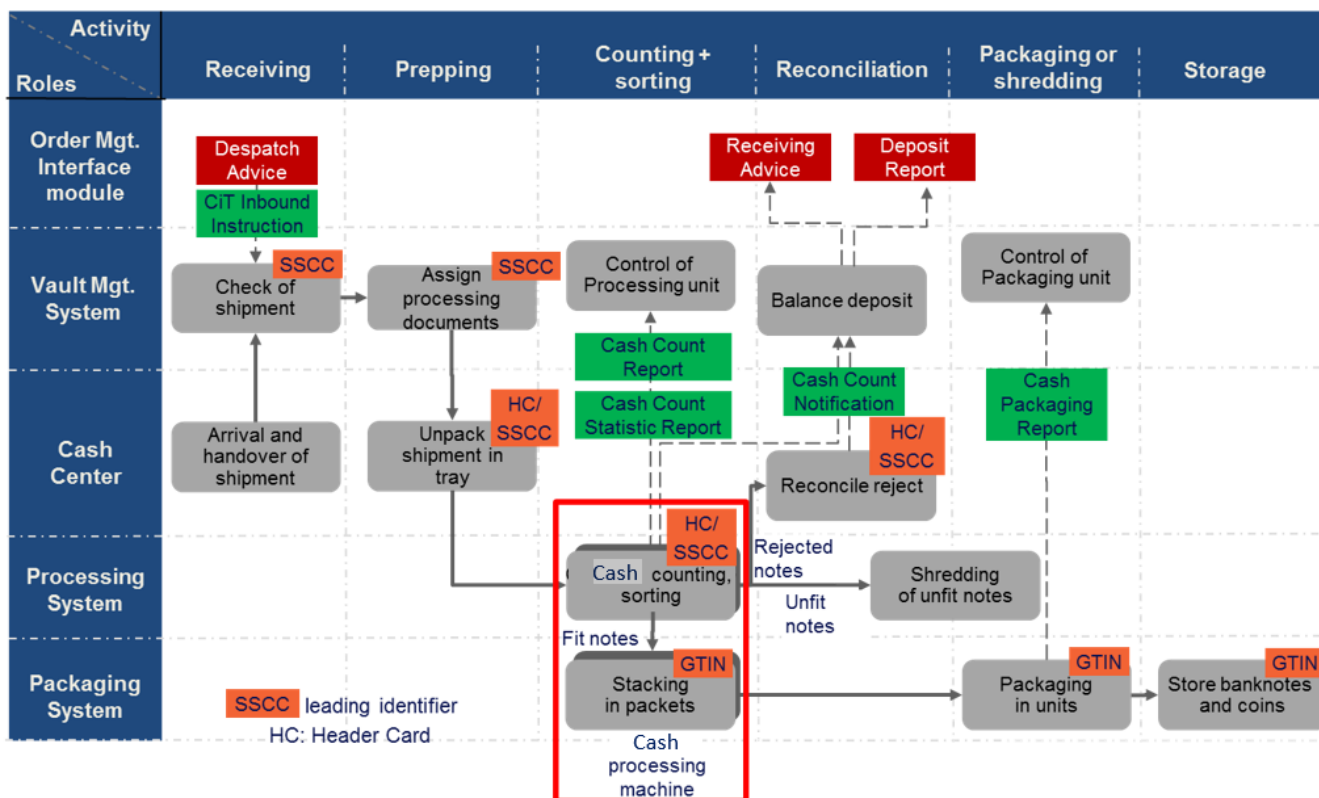 Activity
Roles
Receiving
Prepping
Counting +
sorting
Reconciliation
Packaging or
shredding
Storage
Order Mgt.
Interface
module
Despatch
Advice
CiT Inbound
Instruction
Receiving
Advice
Deposit
Report
Vault Mgt.
System
SSCC
Check of
shipment
SSCC
Assign
processing
documents
Control of
Processing unit
Balance deposit
Control of
Packaging unit
Cash Count
Report
Cash Count
Statistic Report
Cash Count
Notification
Cash
Packaging
Report
Cash
Center
Arrival and
handover of
shipment
HC/
SSCC
Unpack
shipment in
tray
HC/
SSCC
Reconcile reject
Processing
System
HC/
SSCC
Cash counting,
sorting
Rejected
notes
Unfit
notes
Shredding
of unfit notes
Fit notes
Packaging
System
SSCC leading identifier
HC: Header Card
GTIN
Stacking
in packets
GTIN
Packaging
in units
GTIN
Store banknotes
and coins
Cash
processing
machine